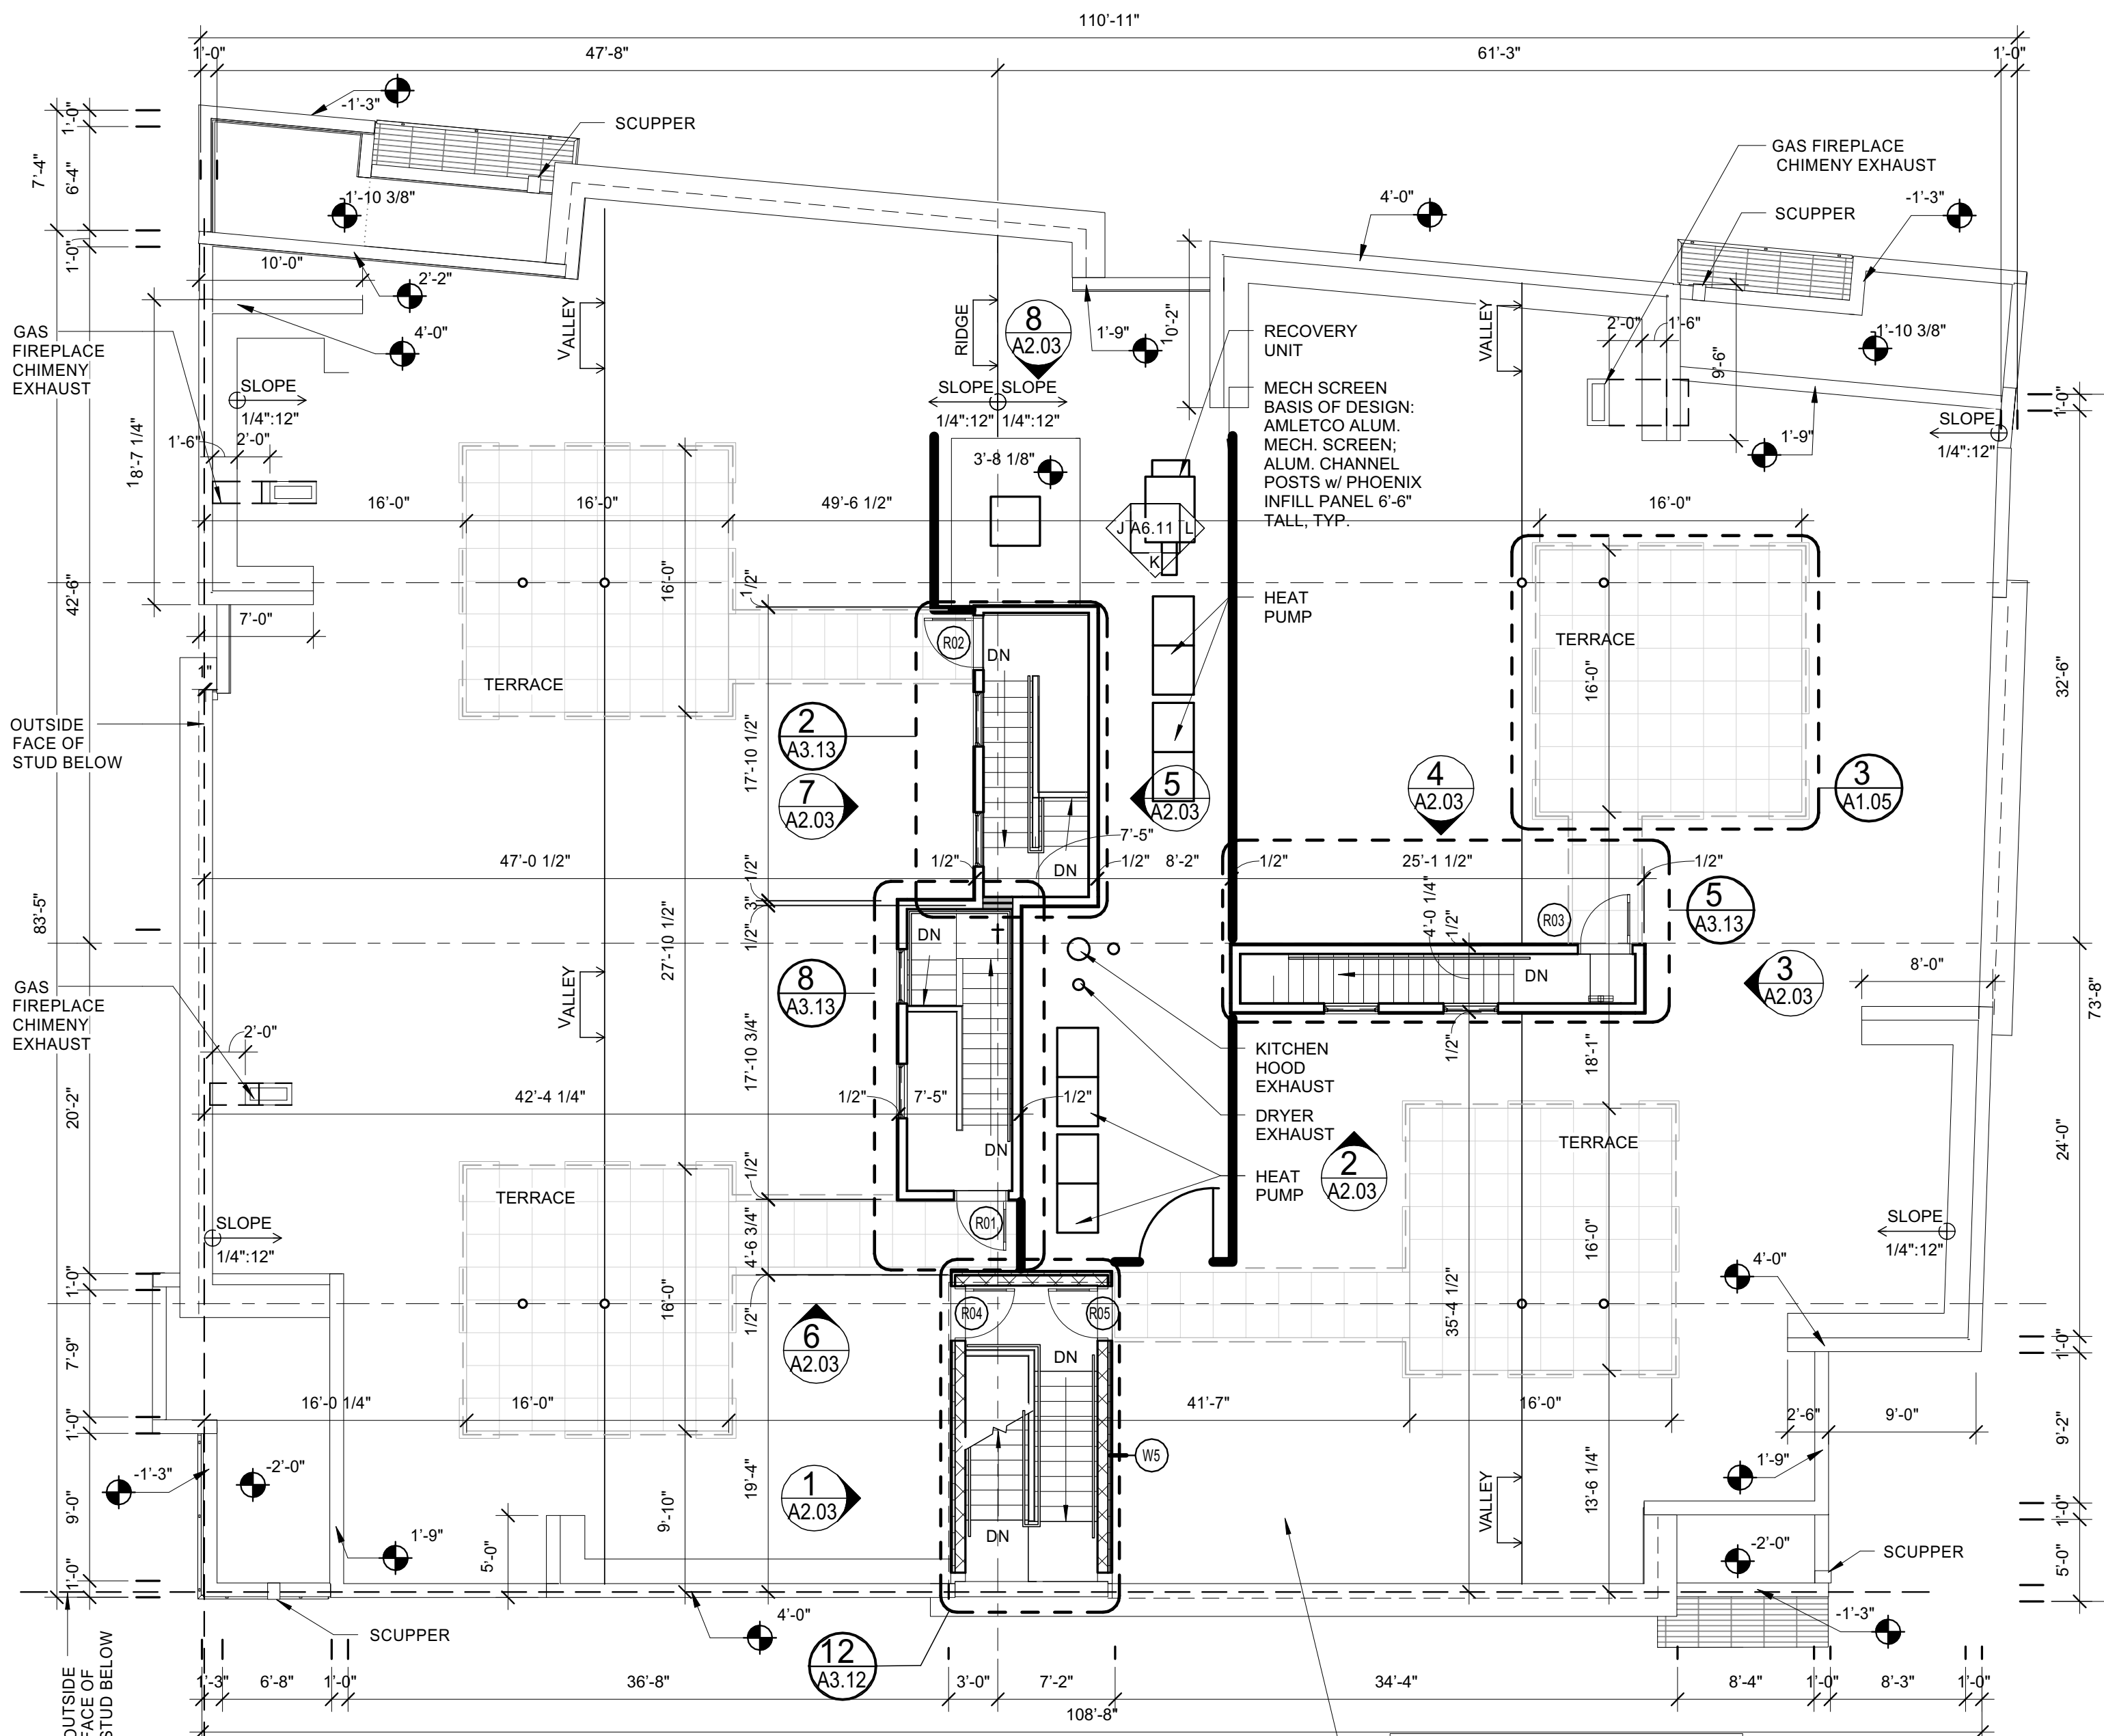 110'-11"
1'-0"
47'-8"
61'-3"
1'-0"
-1'-3"
SCUPPER
1'-0"
7'-4"
6'-4"
1'-0"
-1'-10 3/8"
10'-0"
2'-2"
4'-0"
GAS FIREPLACE
CHIMENY EXHAUST
4'-0"
SCUPPER
-1'-3"
GAS
FIREPLACE
CHIMENY
EXHAUST
VALLEY
RIDGE
8
A2.03
1'-9"
10'-2"
RECOVERY
UNIT
VALLEY
2'-0"
1'-6"
9'-6"
-1'-10 3/8"
SLOPE
1/4":12"
SLOPE
SLOPE
1/4":12"
1/4":12"
MECH SCREEN
BASIS OF DESIGN:
AMLETCO ALUM.
MECH. SCREEN;
ALUM. CHANNEL
POSTS w/ PHOENIX
INFILL PANEL 6'-6"
TALL, TYP.
1'-0"
SLOPE
1/4":12"
1'-9"
18'-7 1/4"
1'-6"
2'-0"
3'-8 1/8"
16'-0"
16'-0"
49'-6 1/2"
16'-0"
J A6.11 L
K
42'-6"
16'-0"
1/2"
7'-0"
HEAT
PUMP
TERRACE
16'-0"
32'-6"
R02
DN
TERRACE
1"
OUTSIDE
FACE OF
STUD BELOW
2
A3.13
17'-10 1/2"
7
A2.03
5
A2.03
4
A2.03
3
A1.05
7'-5"
47'-0 1/2"
1/2"
DN
1/2"
8'-2"
1/2"
25'-1 1/2"
1/2"
1/2"
3"
1/2"
83'-5"
27'-10 1/2"
4'-0 1/4"
1/2"
R03
5
A3.13
DN
8
A3.13
DN
3
A2.03
8'-0"
73'-8"
GAS
FIREPLACE
CHIMENY
EXHAUST
VALLEY
2'-0"
17'-10 3/4"
1/2"
18'-1"
KITCHEN
HOOD
EXHAUST
20'-2"
42'-4 1/4"
1/2"
7'-5"
1/2"
DRYER
EXHAUST
TERRACE
24'-0"
DN
1/2"
HEAT
PUMP
2
A2.03
TERRACE
SLOPE
1/4":12"
R01
4'-6 3/4"
16'-0"
SLOPE
1/4":12"
4'-0"
1'-0"
16'-0"
1/2"
R04
R05
35'-4 1/2"
7'-9"
6
A2.03
DN
1'-0"
16'-0 1/4"
16'-0"
41'-7"
16'-0"
2'-6"
9'-0"
9'-2"
1'-0"
-1'-3"
-2'-0"
1
A2.03
19'-4"
W5
VALLEY
13'-6 1/4"
1'-9"
9'-0"
9'-10"
1'-9"
5'-0"
DN
1'-0"
-2'-0"
SCUPPER
5'-0"
1'-0"
4'-0"
-1'-3"
SCUPPER
12
A3.12
OUTSIDE
FACE OF
STUD BELOW
1'-3"
6'-8"
1'-0"
36'-8"
3'-0"
7'-2"
34'-4"
8'-4"
1'-0"
8'-3"
1'-0"
108'-8"